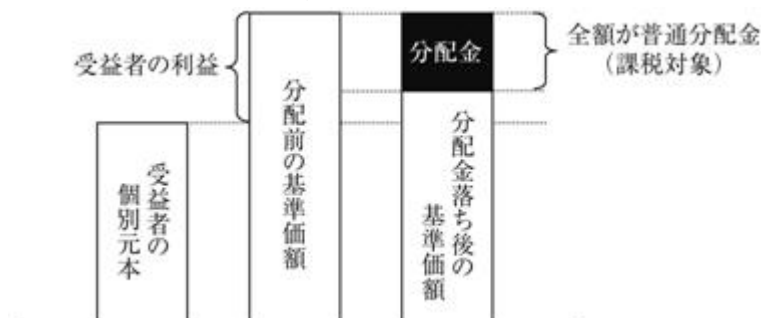 受益者の利益
受益者の
個別元本
分配前の基準価額
分配金
分配金落ち後の
基準価額
全額が普通分配金
（課税対象）